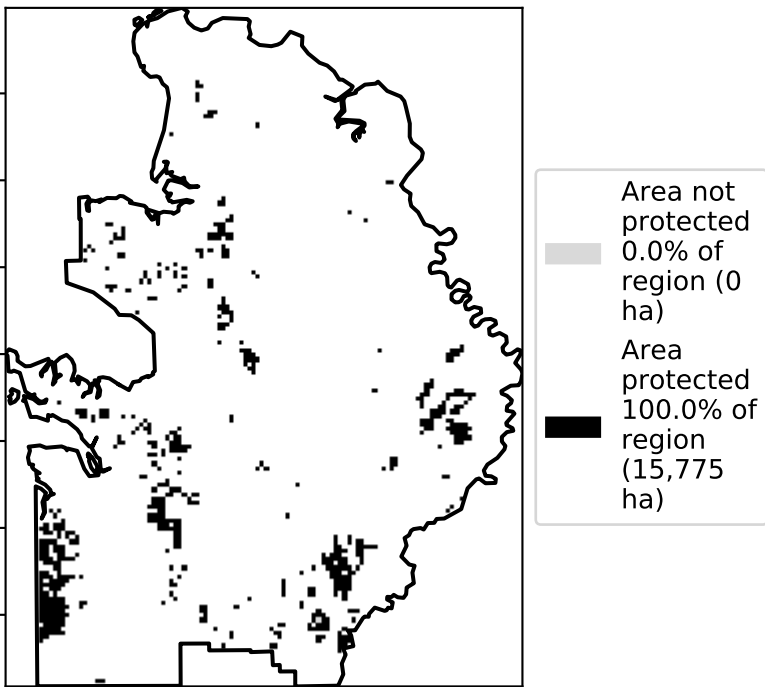 Area not
protected
0.0% of
region (0
ha)
Area
protected
100.0% of
region
(15,775
ha)